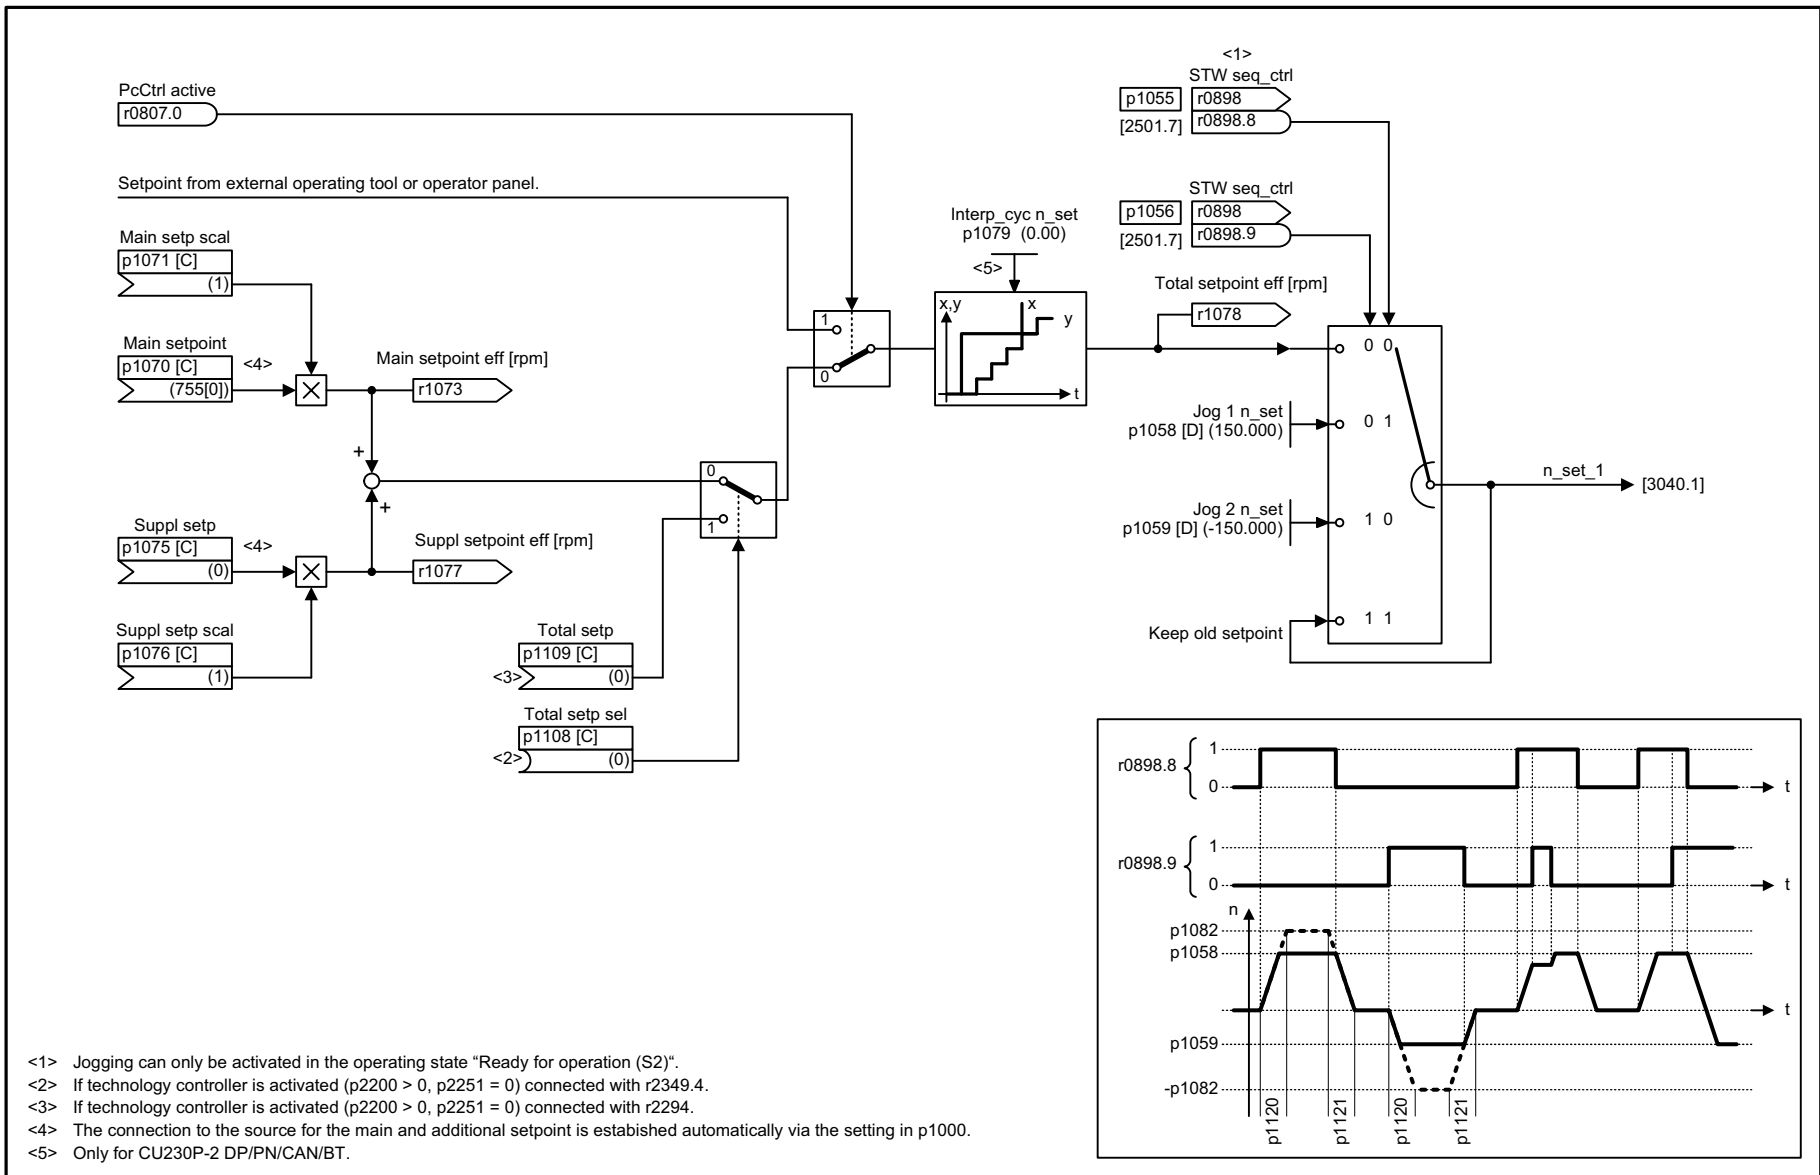 PcCtrl active
r0807.0
Setpoint from external operating tool or operator panel.
Main setp scal
p1071 [C]
(1)
Main setpoint
p1070 [C]
(755[0])
<4>
Main setpoint eff [rpm]
r1073
+
+
Suppl setp
p1075 [C]
(0)
<4>
Suppl setpoint eff [rpm]
r1077
Suppl setp scal
p1076 [C]
(1)
Total setp
p1109 [C]
<3>
(0)
Total setp sel
p1108 [C]
<2>
(0)
0
1
1
0
Interp_cyc n_set
p1079 (0.00)
<5>
x,y
x
y
t
<1>
STW seq_ctrl
p1055
r0898
[2501.7]
r0898.8
STW seq_ctrl
p1056
r0898
[2501.7]
r0898.9
Total setpoint eff [rpm]
r1078
0 0
Jog 1 n_set
p1058 [D] (150.000)
0 1
Jog 2 n_set
p1059 [D] (-150.000)
1 0
Keep old setpoint
1 1
n_set_1
[3040.1]
r0898.8
1
0
t
r0898.9
1
0
t
n
p1082
p1058
t
p1059
-p1082
p1120
p1121
p1120
p1121
<1> Jogging can only be activated in the operating state “Ready for operation (S2)“.
<2> If technology controller is activated (p2200 > 0, p2251 = 0) connected with r2349.4.
<3> If technology controller is activated (p2200 > 0, p2251 = 0) connected with r2294.
<4> The connection to the source for the main and additional setpoint is estabished automatically via the setting in p1000.
<5> Only for CU230P-2 DP/PN/CAN/BT.